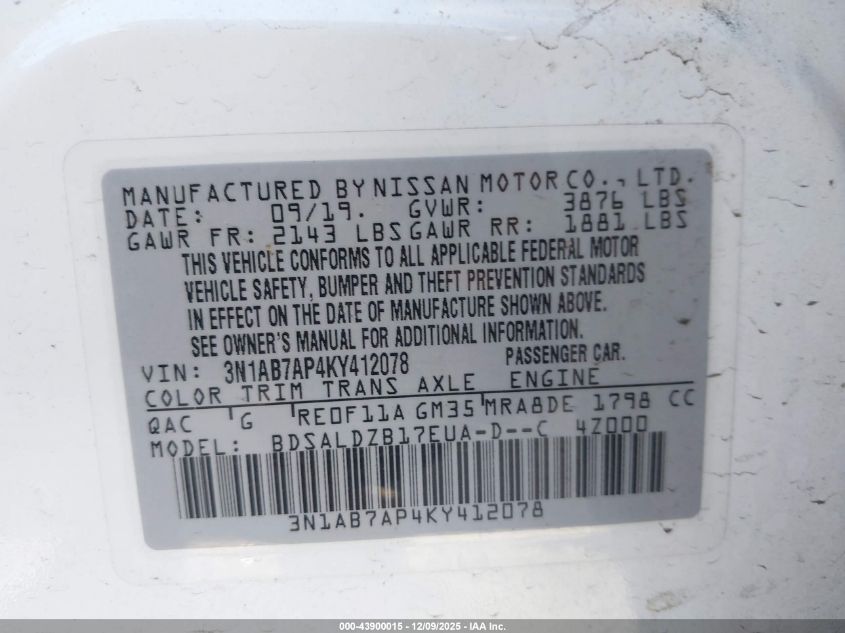 MANUFACTURED BY NISSAN MOTOR CO., LTD.
DATE: 09/19. GVWR: 3876 LBS
GAWR FR: 2143 LBS GAWR RR: 1881 LBS
THIS VEHICLE CONFORMS TO ALL APPLICABLE FEDERAL MOTOR
VEHICLE SAFETY, BUMPER AND THEFT PREVENTION STANDARDS
IN EFFECT ON THE DATE OF MANUFACTURE SHOWN ABOVE.
SEE OWNER'S MANUAL FOR ADDITIONAL INFORMATION.
VIN: 3N1AB7AP4KY412078 PASSENGER CAR.
COLOR TRIM TRANS AXLE ENGINE
QAC G RE0F11A GM35 MRA8DE 1798 CC
MODEL: BDSALDZB17EUA-D--C 4Z000
3N1AB7AP4KY412078
000-43900015 - 12/09/2025 - IAA Inc.